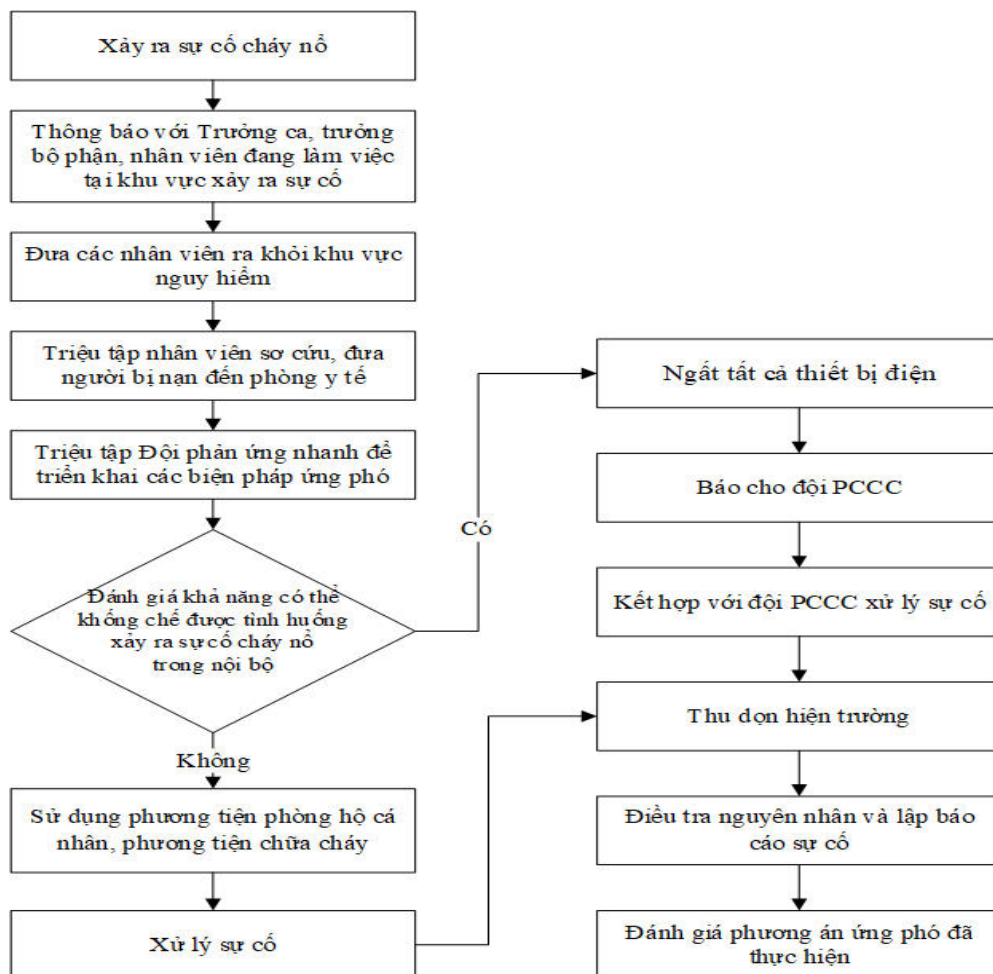 Xảy ra sự cố cháy nổ
Thông báo với Trưởng ca, trưởng
bộ phận, nhân viên đang làm việc
tại khu vực xảy ra sự cố
Đưa các nhân viên ra khỏi khu vực
nguy hiểm
Triệu tập nhân viên sơ cứu, đưa
người bị nạn đến phòng y tế
Triệu tập Đội phản ứng nhanh để
triển khai các biện pháp ứng phó
Đánh giá khả năng có thể
khống chế được tình huống
xảy ra sự cố cháy nổ
trong nội bộ
Không
Sử dụng phương tiện phòng hộ cá
nhân, phương tiện chữa cháy
Xử lý sự cố
Có
Ngắt tất cả thiết bị điện
Báo cho đội PCCC
Kết hợp với đội PCCC xử lý sự cố
Thu dọn hiện trường
Điều tra nguyên nhân và lập báo
cáo sự cố
Đánh giá phương án ứng phó đã
thực hiện